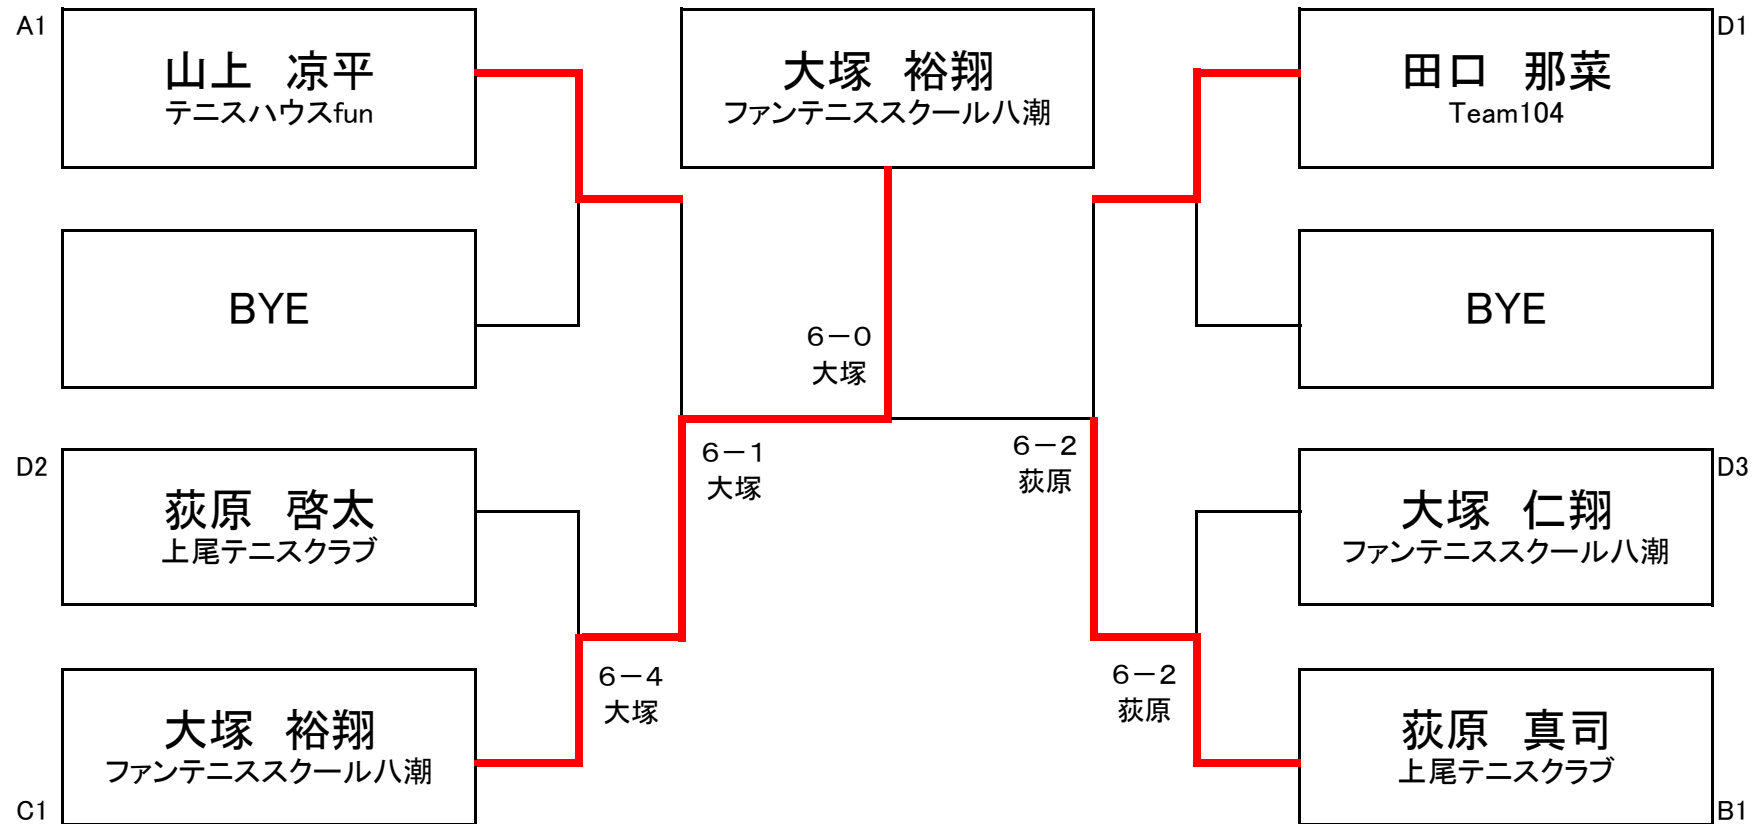 A1
山上　凉平
テニスハウスfun
大塚　裕翔
ファンテニススクール八潮
田口　那菜
Team104
D1
BYE
BYE
6－0
大塚
6－1
大塚
6－2
荻原
D2
荻原　啓太
上尾テニスクラブ
大塚　仁翔
ファンテニススクール八潮
D3
6－4
大塚
6－2
荻原
大塚　裕翔
ファンテニススクール八潮
C1
荻原　真司
上尾テニスクラブ
B1